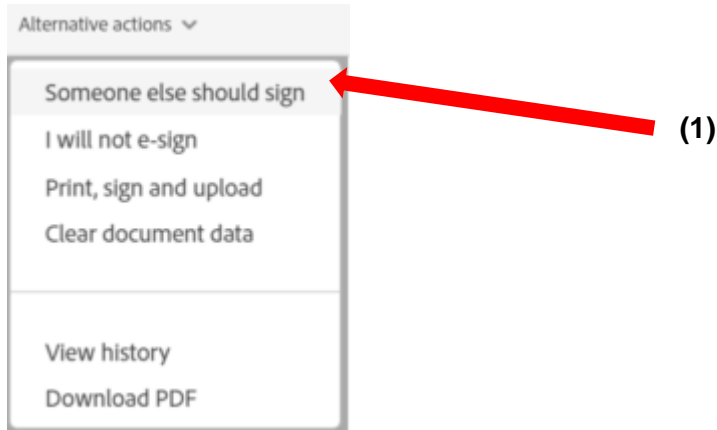 Alternative actions
Someone else should sign
(1)
I will not e-sign
Print, sign and upload
Clear document data
View history
Download PDF